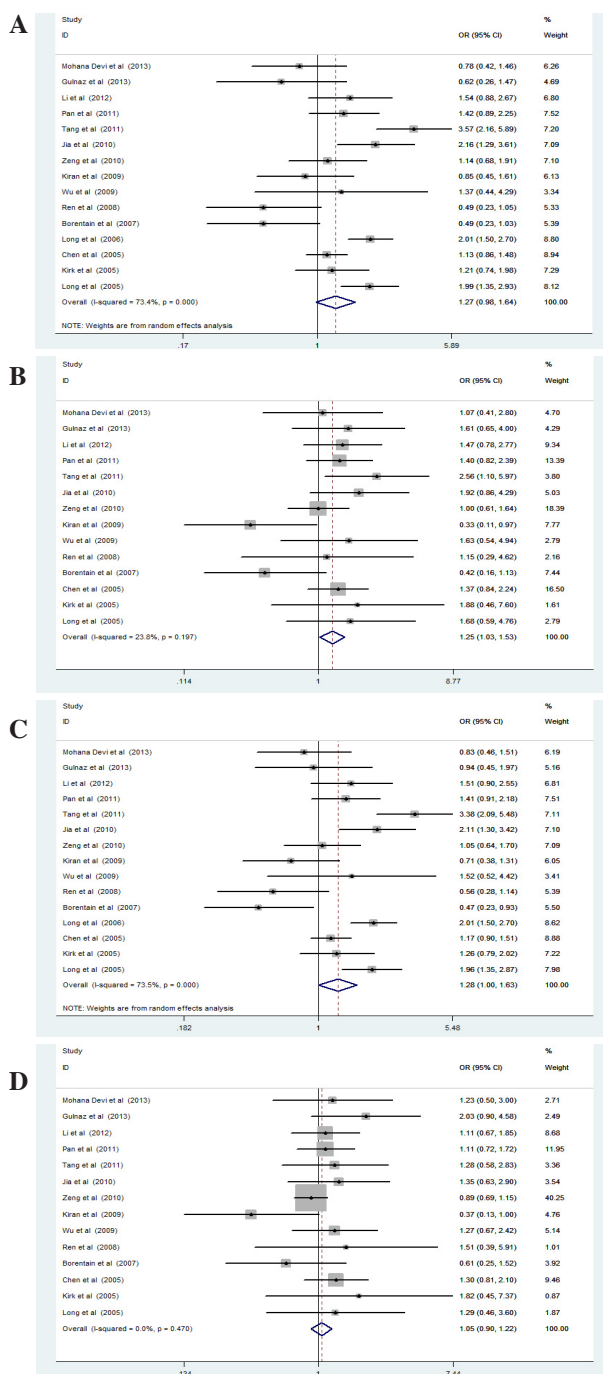 A
Study %
ID OR (95% CI) Weight
Mohana Devi et al (2013) 0.78 (0.42, 1.46) 6.26
Gulnaz et al (2013) 0.62 (0.26, 1.47) 4.69
Li et al (2012) 1.54 (0.88, 2.67) 6.80
Pan et al (2011) 1.42 (0.89, 2.25) 7.52
Tang et al (2011) 3.57 (2.16, 5.89) 7.20
Jia et al (2010) 2.16 (1.29, 3.61) 7.09
Zeng et al (2010) 1.14 (0.68, 1.91) 7.10
Kiran et al (2009) 0.85 (0.45, 1.61) 6.13
Wu et al (2009) 1.37 (0.44, 4.29) 3.34
Ren et al (2008) 0.49 (0.23, 1.05) 5.33
Borentain et al (2007) 0.49 (0.23, 1.03) 5.39
Long et al (2006) 2.01 (1.50, 2.70) 8.80
Chen et al (2005) 1.13 (0.86, 1.48) 8.94
Kirk et al (2005) 1.21 (0.74, 1.98) 7.29
Long et al (2005) 1.99 (1.35, 2.93) 8.12
Overall (I-squared = 73.4%, p = 0.000) 1.27 (0.98, 1.64) 100.00
NOTE: Weights are from random effects analysis
.17 1 5.89
B
Study %
ID OR (95% CI) Weight
Mohana Devi et al (2013) 1.07 (0.41, 2.80) 4.70
Gulnaz et al (2013) 1.61 (0.65, 4.00) 4.29
Li et al (2012) 1.47 (0.78, 2.77) 9.34
Pan et al (2011) 1.40 (0.82, 2.39) 13.39
Tang et al (2011) 2.56 (1.10, 5.97) 3.80
Jia et al (2010) 1.92 (0.86, 4.29) 5.03
Zeng et al (2010) 1.00 (0.61, 1.64) 18.39
Kiran et al (2009) 0.33 (0.11, 0.97) 7.77
Wu et al (2009) 1.63 (0.54, 4.94) 2.79
Ren et al (2008) 1.15 (0.29, 4.62) 2.16
Borentain et al (2007) 0.42 (0.16, 1.13) 7.44
Chen et al (2005) 1.37 (0.84, 2.24) 16.50
Kirk et al (2005) 1.88 (0.46, 7.60) 1.61
Long et al (2005) 1.68 (0.59, 4.76) 2.79
Overall (I-squared = 23.8%, p = 0.197) 1.25 (1.03, 1.53) 100.00
.114 1 8.77
C
Study %
ID OR (95% CI) Weight
Mohana Devi et al (2013) 0.83 (0.46, 1.51) 6.19
Gulnaz et al (2013) 0.94 (0.45, 1.97) 5.16
Li et al (2012) 1.51 (0.90, 2.55) 6.81
Pan et al (2011) 1.41 (0.91, 2.18) 7.51
Tang et al (2011) 3.38 (2.09, 5.48) 7.11
Jia et al (2010) 2.11 (1.30, 3.42) 7.10
Zeng et al (2010) 1.05 (0.64, 1.70) 7.09
Kiran et al (2009) 0.71 (0.38, 1.31) 6.05
Wu et al (2009) 1.52 (0.52, 4.42) 3.41
Ren et al (2008) 0.56 (0.28, 1.14) 5.39
Borentain et al (2007) 0.47 (0.23, 0.93) 5.50
Long et al (2006) 2.01 (1.50, 2.70) 8.62
Chen et al (2005) 1.17 (0.90, 1.51) 8.88
Kirk et al (2005) 1.26 (0.79, 2.02) 7.22
Long et al (2005) 1.96 (1.35, 2.87) 7.98
Overall (I-squared = 73.5%, p = 0.000) 1.28 (1.00, 1.63) 100.00
NOTE: Weights are from random effects analysis
.182 1 5.48
D
Study %
ID OR (95% CI) Weight
Mohana Devi et al (2013) 1.23 (0.50, 3.00) 2.71
Gulnaz et al (2013) 2.03 (0.90, 4.58) 2.49
Li et al (2012) 1.11 (0.67, 1.85) 8.68
Pan et al (2011) 1.11 (0.72, 1.72) 11.95
Tang et al (2011) 1.28 (0.58, 2.83) 3.36
Jia et al (2010) 1.35 (0.63, 2.90) 3.54
Zeng et al (2010) 0.89 (0.69, 1.15) 40.25
Kiran et al (2009) 0.37 (0.13, 1.00) 4.76
Wu et al (2009) 1.27 (0.67, 2.42) 5.14
Ren et al (2008) 1.51 (0.39, 5.91) 1.01
Borentain et al (2007) 0.61 (0.25, 1.52) 3.92
Chen et al (2005) 1.30 (0.81, 2.10) 9.46
Kirk et al (2005) 1.82 (0.45, 7.37) 0.87
Long et al (2005) 1.29 (0.46, 3.60) 1.87
Overall (I-squared = 0.0%, p = 0.470) 1.05 (0.90, 1.22) 100.00
1